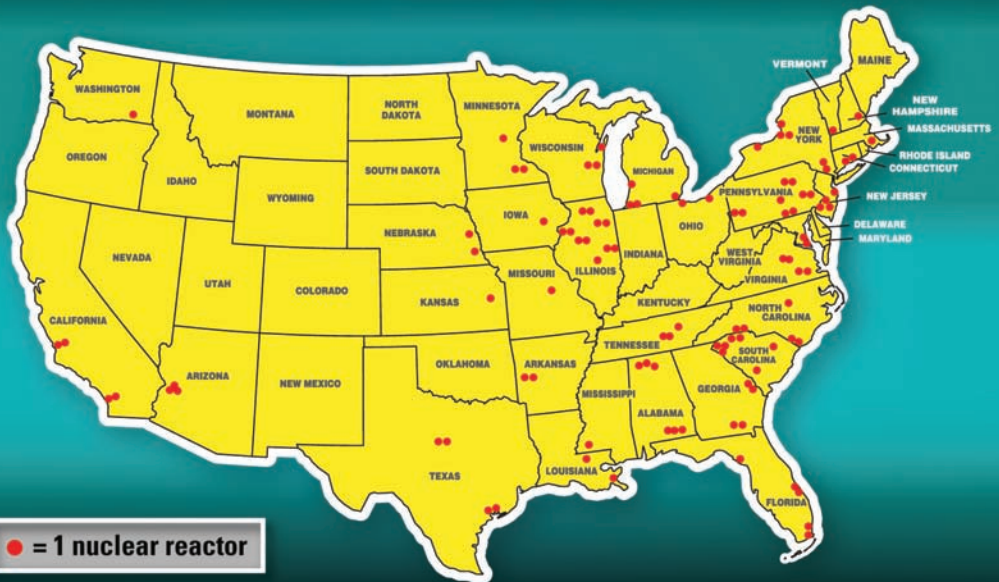 WASHINGTON
MONTANA
NORTH
DAKOTA
MINNESOTA
VERMONT
MAINE
NEW
HAMPSHIRE
MASSACHUSETTS
RHODE ISLAND
CONNECTICUT
NEW JERSEY
DELAWARE
MARYLAND
OREGON
IDAHO
WYOMING
SOUTH DAKOTA
WISCONSIN
MICHIGAN
NEW
YORK
PENNSYLVANIA
NEVADA
UTAH
COLORADO
NEBRASKA
IOWA
ILLINOIS
INDIANA
OHIO
WEST
VIRGINIA
VIRGINIA
CALIFORNIA
ARIZONA
NEW MEXICO
KANSAS
MISSOURI
KENTUCKY
NORTH
CAROLINA
TENNESSEE
SOUTH
CAROLINA
OKLAHOMA
ARKANSAS
MISSISSIPPI
ALABAMA
GEORGIA
TEXAS
LOUISIANA
FLORIDA
= 1 nuclear reactor